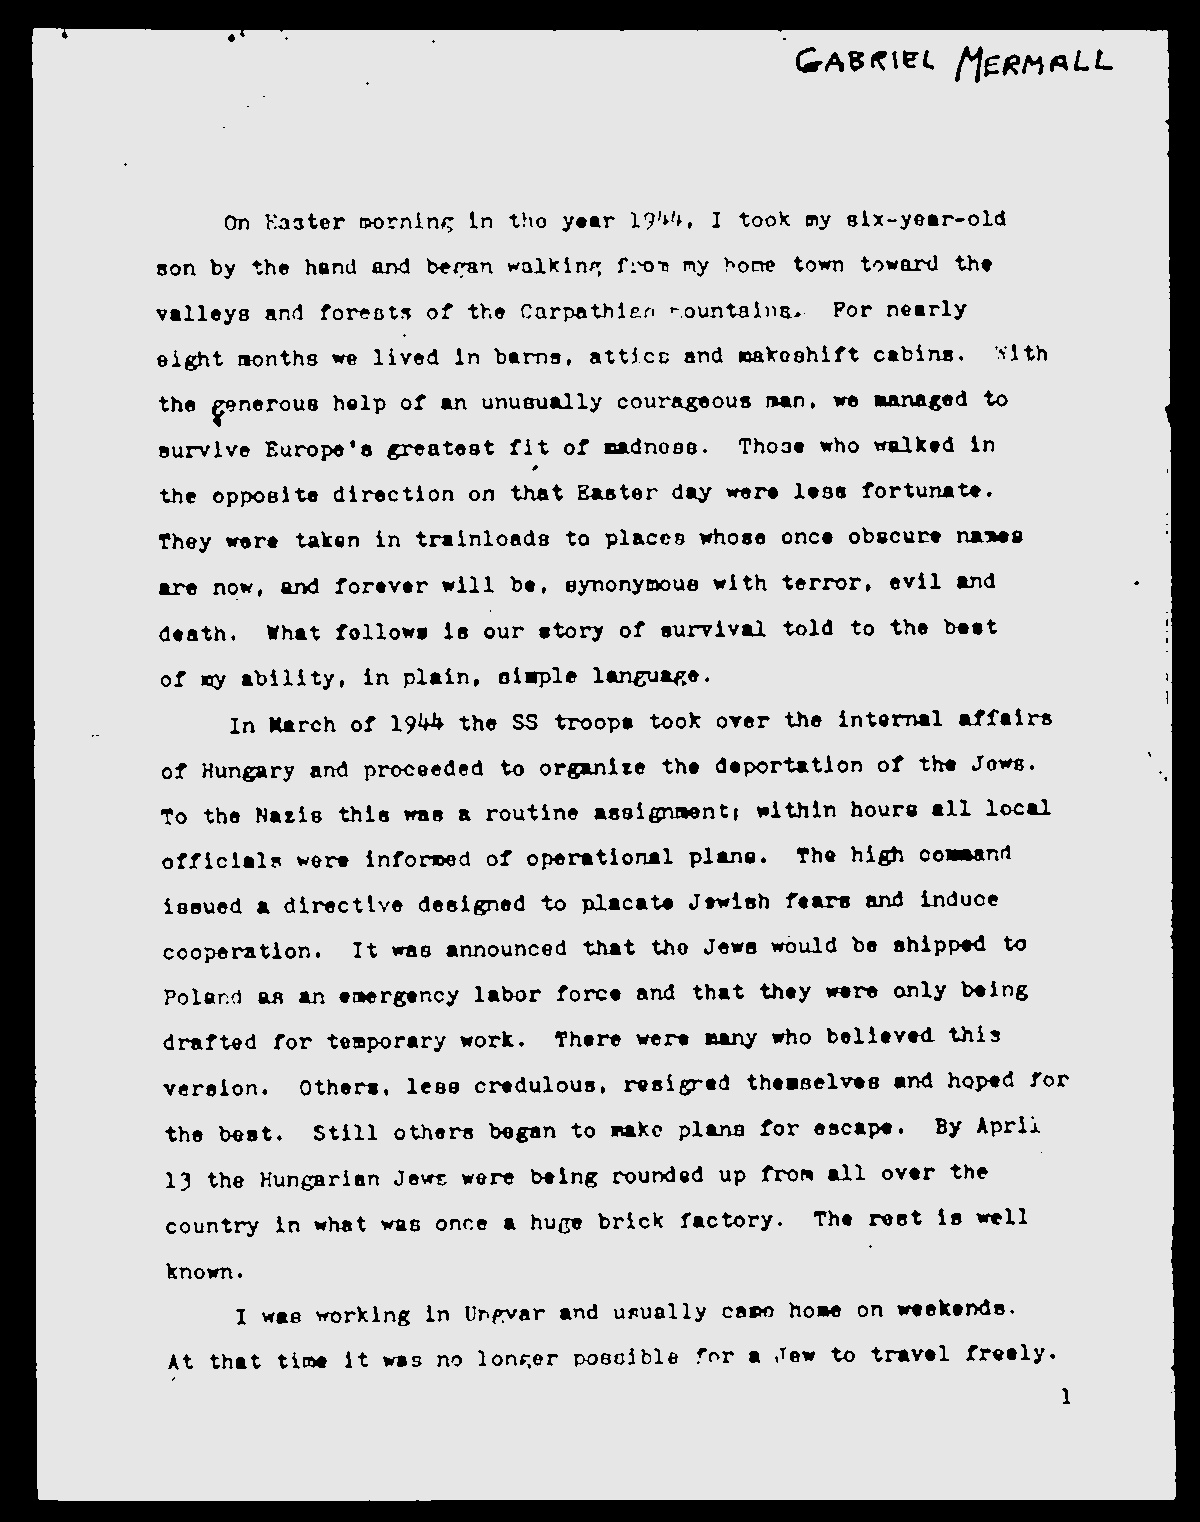 GABRIEL MERMALL
On Easter morning in the year 1944, I took my six-year-old
son by the hand and began walking from my home town toward the
valleys and forests of the Carpathian mountains. For nearly
eight months we lived in barns, attics and makeshift cabins. With
the generous help of an unusually courageous man, we managed to
survive Europe's greatest fit of madness. Those who walked in
the opposite direction on that Easter day were less fortunate.
They were taken in trainloads to places whose once obscure names
are now, and forever will be, synonymous with terror, evil and
death. What follows is our story of survival told to the best
of my ability, in plain, simple language.
In March of 1944 the SS troops took over the internal affairs
of Hungary and proceeded to organize the deportation of the Jews.
To the Nazis this was a routine assignment; within hours all local
officials were informed of operational plans. The high command
issued a directive designed to placate Jewish fears and induce
cooperation. It was announced that the Jews would be shipped to
Poland as an emergency labor force and that they were only being
drafted for temporary work. There were many who believed this
version. Others, less credulous, resigned themselves and hoped for
the best. Still others began to make plans for escape. By April
13 the Hungarian Jews were being rounded up from all over the
country in what was once a huge brick factory. The rest is well
known.
I was working in Ungvar and usually came home on weekends.
At that time it was no longer possible for a Jew to travel freely.
1